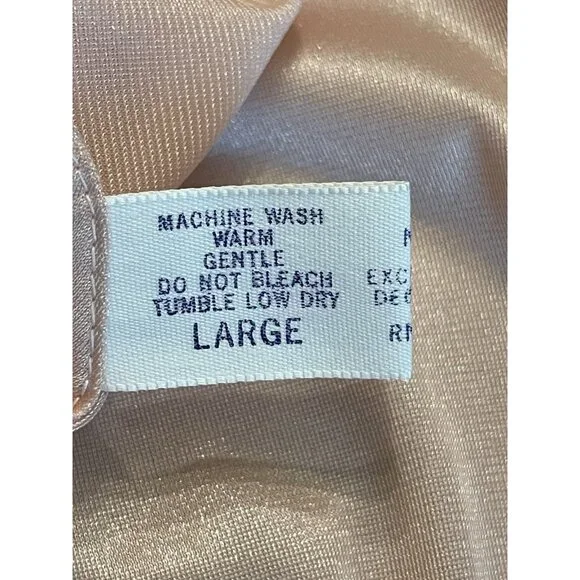 MACHINE WASH
WARM
GENTLE
DO NOT BLEACH
TUMBLE LOW DRY
LARGE